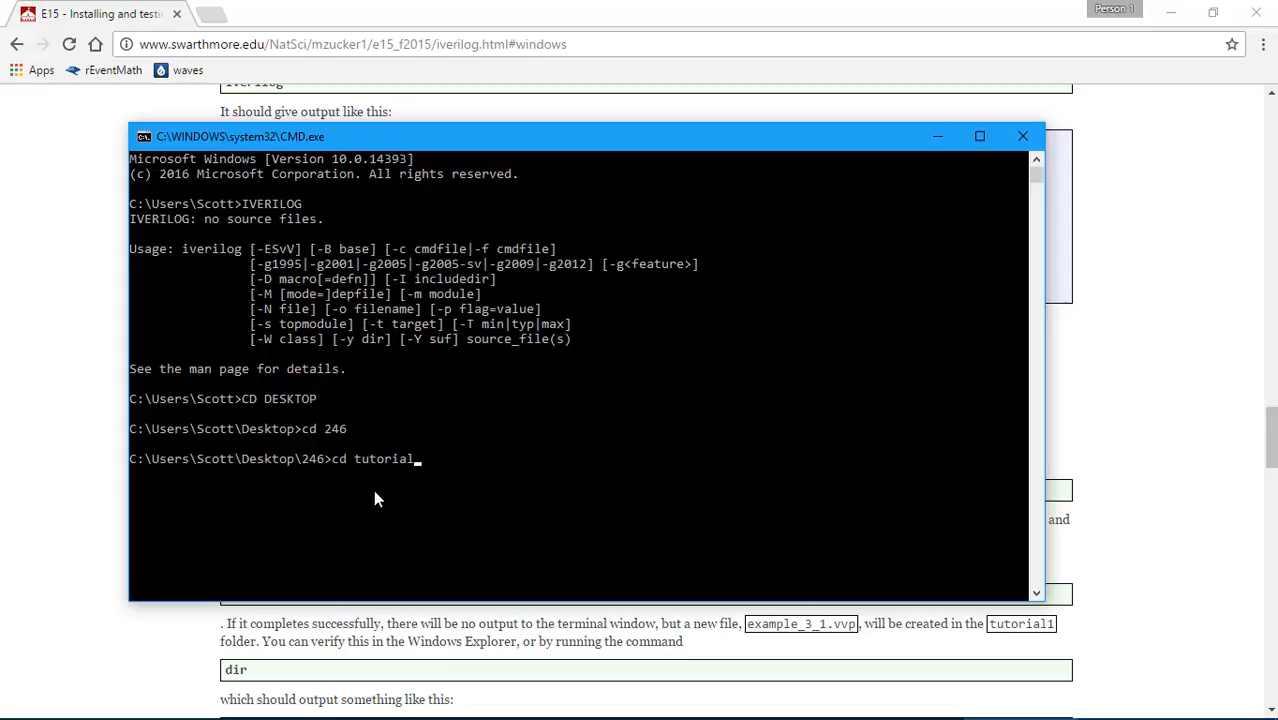 E15 - Installing and testi
Person 1
www.swarthmore.edu/NatSci/mzucker1/e15_f2015/iverilog.html#windows
Apps rEventMath waves
iverilog
It should give output like this:
C:\WINDOWS\system32\CMD.exe
Microsoft Windows [Version 10.0.14393]
(c) 2016 Microsoft Corporation. All rights reserved.
C:\Users\Scott>IVERILOG
IVERILOG: no source files.
Usage: iverilog [-ESvV] [-B base] [-c cmdfile|-f cmdfile]
[-g1995|-g2001|-g2005|-g2005-sv|-g2009|-g2012] [-g<feature>]
[-D macro[=defn]] [-I includedir]
[-M [mode=]depfile] [-m module]
[-N file] [-o filename] [-p flag=value]
[-s topmodule] [-t target] [-T min|typ|max]
[-W class] [-y dir] [-Y suf] source_file(s)
See the man page for details.
C:\Users\Scott>CD DESKTOP
C:\Users\Scott\Desktop>cd 246
C:\Users\Scott\Desktop\246>cd tutorial_
and
. If it completes successfully, there will be no output to the terminal window, but a new file, example_3_1.vvp, will be created in the tutorial1
folder. You can verify this in the Windows Explorer, or by running the command
dir
which should output something like this: